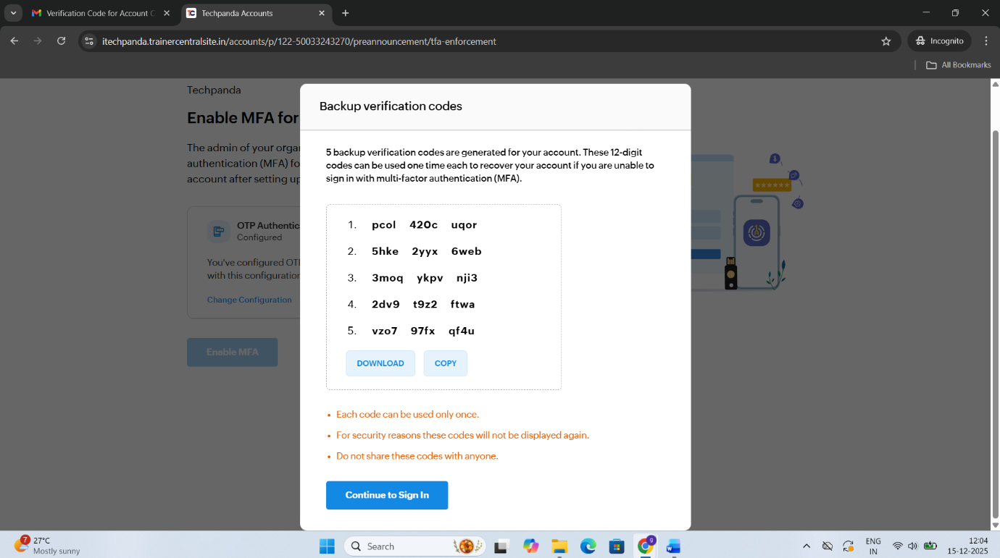 Verification Code for Account
Techpanda Accounts
itechpanda.trainercentralsite.in/accounts/p/122-50033243270/preannouncement/tfa-enforcement
Incognito
All Bookmarks
Techpanda
Enable MFA for
The admin of your orga
authentication (MFA) fo
account after setting up
OTP Authentic
Configured
You've configured OT
with this configuration
Change Configuration
Enable MFA
Backup verification codes
5 backup verification codes are generated for your account. These 12-digit
codes can be used one time each to recover your account if you are unable to
sign in with multi-factor authentication (MFA).
1. pcol 420c uqor
2. 5hke 2yyx 6web
3. 3moq ykpv nji3
4. 2dv9 t9z2 ftwa
5. vzo7 97fx qf4u
DOWNLOAD COPY
• Each code can be used only once.
• For security reasons these codes will not be displayed again.
• Do not share these codes with anyone.
Continue to Sign In
7
27°C
Mostly sunny
Search
9
ENG
IN
12:04
15-12-2025